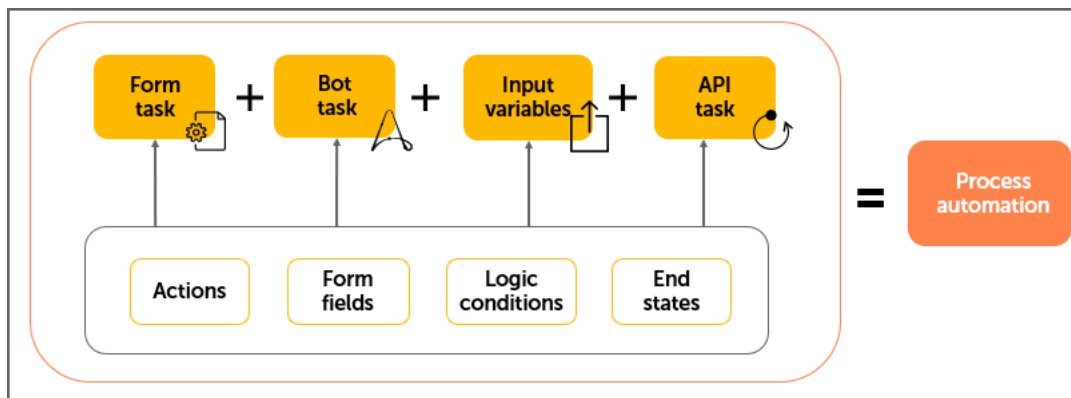 Form
task
+
Bot
task
+
Input
variables
+
API
task
=
Process
automation
Actions
Form
fields
Logic
conditions
End
states